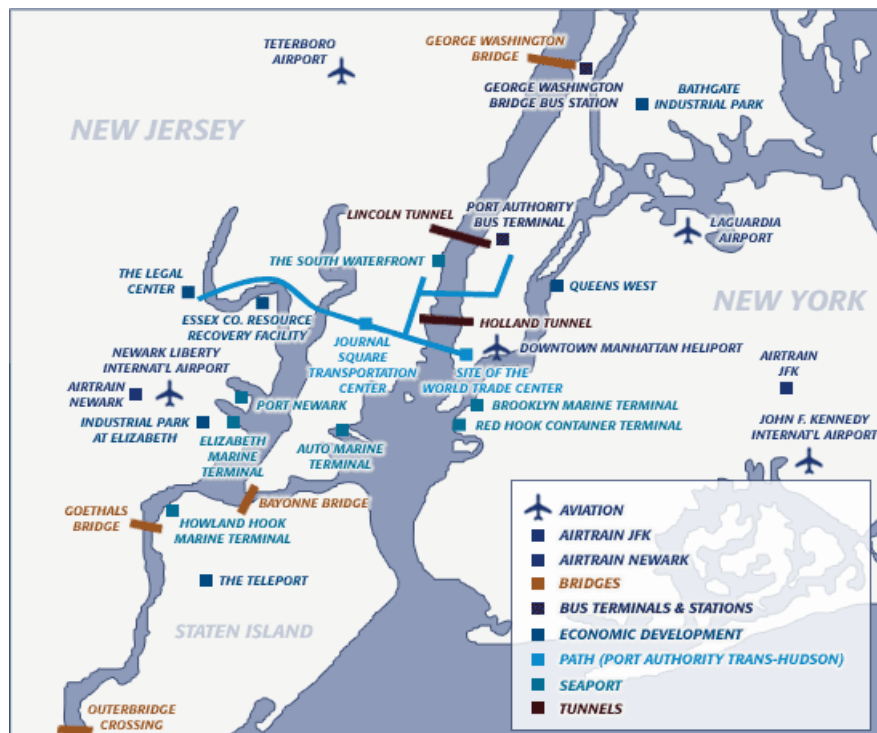 TETERBORO
AIRPORT
GEORGE WASHINGTON
BRIDGE
GEORGE WASHINGTON
BRIDGE BUS STATION
BATHGATE
INDUSTRIAL PARK
NEW JERSEY
LINCOLN TUNNEL
PORT AUTHORITY
BUS TERMINAL
LAGUARDIA
AIRPORT
THE SOUTH WATERFRONT
THE LEGAL
CENTER
QUEENS WEST
NEW YORK
ESSEX CO. RESOURCE
RECOVERY FACILITY
HOLLAND TUNNEL
JOURNAL
SQUARE
TRANSPORTATION
CENTER
DOWNTOWN MANHATTAN HELIPORT
SITE OF THE
WORLD TRADE CENTER
NEWARK LIBERTY
INTERNAT'L AIRPORT
AIRTRAIN
NEWARK
AIRTRAIN
JFK
PORT NEWARK
BROOKLYN MARINE TERMINAL
INDUSTRIAL PARK
AT ELIZABETH
ELIZABETH
MARINE
TERMINAL
AUTO MARINE
TERMINAL
RED HOOK CONTAINER TERMINAL
JOHN F. KENNEDY
INTERNAT'L AIRPORT
GOETHALS
BRIDGE
BAYONNE BRIDGE
HOWLAND HOOK
MARINE TERMINAL
THE TELEPORT
STATEN ISLAND
OUTERBRIDGE
CROSSING
AVIATION
AIRTRAIN JFK
AIRTRAIN NEWARK
BRIDGES
BUS TERMINALS & STATIONS
ECONOMIC DEVELOPMENT
PATH (PORT AUTHORITY TRANS-HUDSON)
SEAPORT
TUNNELS